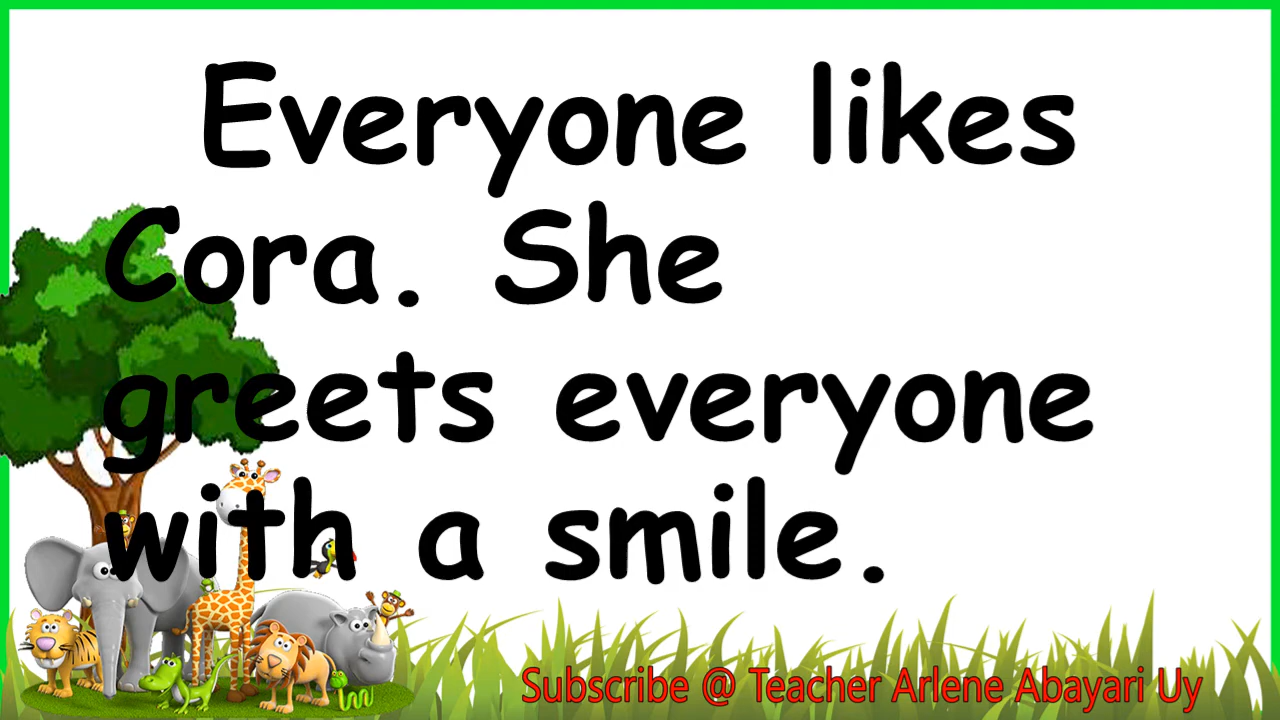 Everyone likes
Cora. She
greets everyone
with a smile.
Subscribe @ Teacher Arlene Abayari Uy